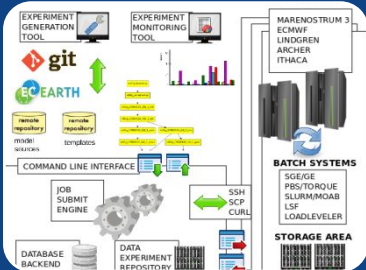 EXPERIMENT
GENERATION
TOOL
EXPERIMENT
MONITORING
TOOL
MARENOSTRUM 3
ECMWF
LINDGREN
ARCHER
ITHACA
git
EC EARTH
remote
repository
remote
repository
model
sources
templates
COMMAND LINE INTERFACE
BATCH SYSTEMS
JOB
SUBMIT
ENGINE
SSH
SCP
CURL
SGE/GE
PBS/TORQUE
SLURM/MOAB
LSF
LOADLEVELER
STORAGE AREA
DATABASE
BACKEND
DATA
EXPERIMENT
REPOSITORY